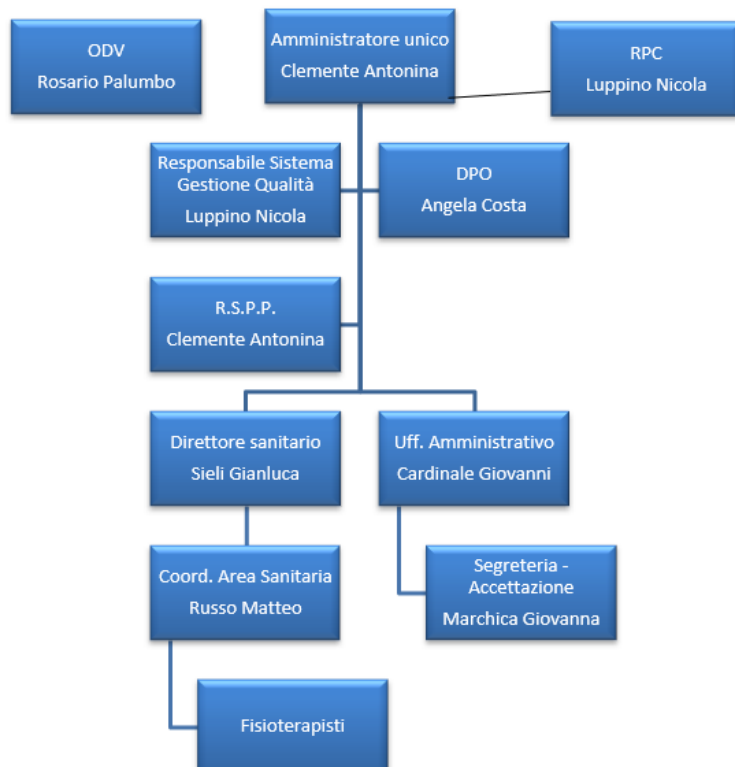 ODV
Rosario Palumbo
Amministratore unico
Clemente Antonina
RPC
Luppino Nicola
Responsabile Sistema
Gestione Qualità
Luppino Nicola
DPO
Angela Costa
R.S.P.P.
Clemente Antonina
Direttore sanitario
Sieli Gianluca
Uff. Amministrativo
Cardinale Giovanni
Coord. Area Sanitaria
Russo Matteo
Segreteria -
Accettazione
Marchica Giovanna
Fisioterapisti